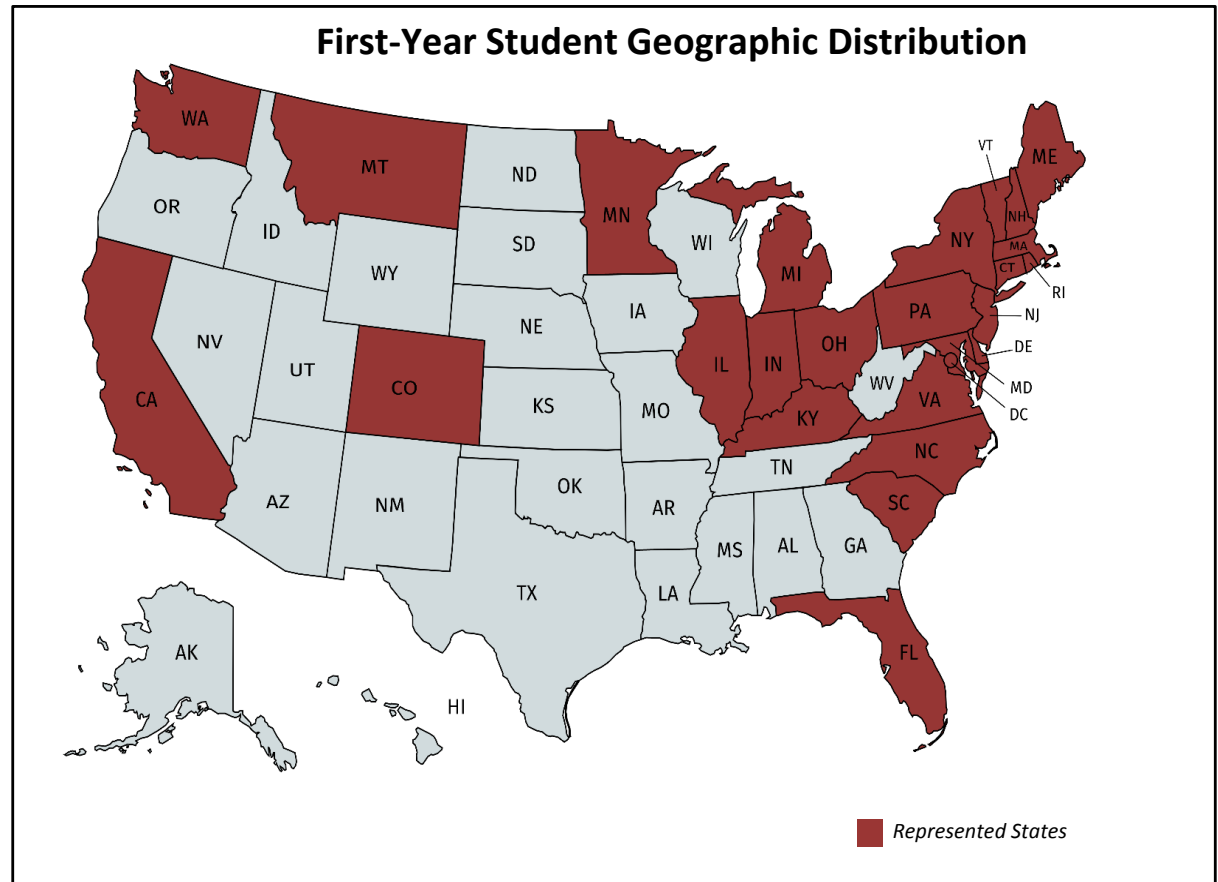 First-Year Student Geographic Distribution
WA
MT
ND
MN
VT
ME
OR
ID
SD
WI
NY
NH
MA
CT
RI
WY
MI
NV
NE
IA
PA
NJ
UT
CO
IL
IN
OH
DE
CA
KS
MO
WV
MD
KY
VA
DC
AZ
NM
OK
AR
TN
NC
SC
MS
AL
GA
TX
LA
AK
HI
FL
Represented States